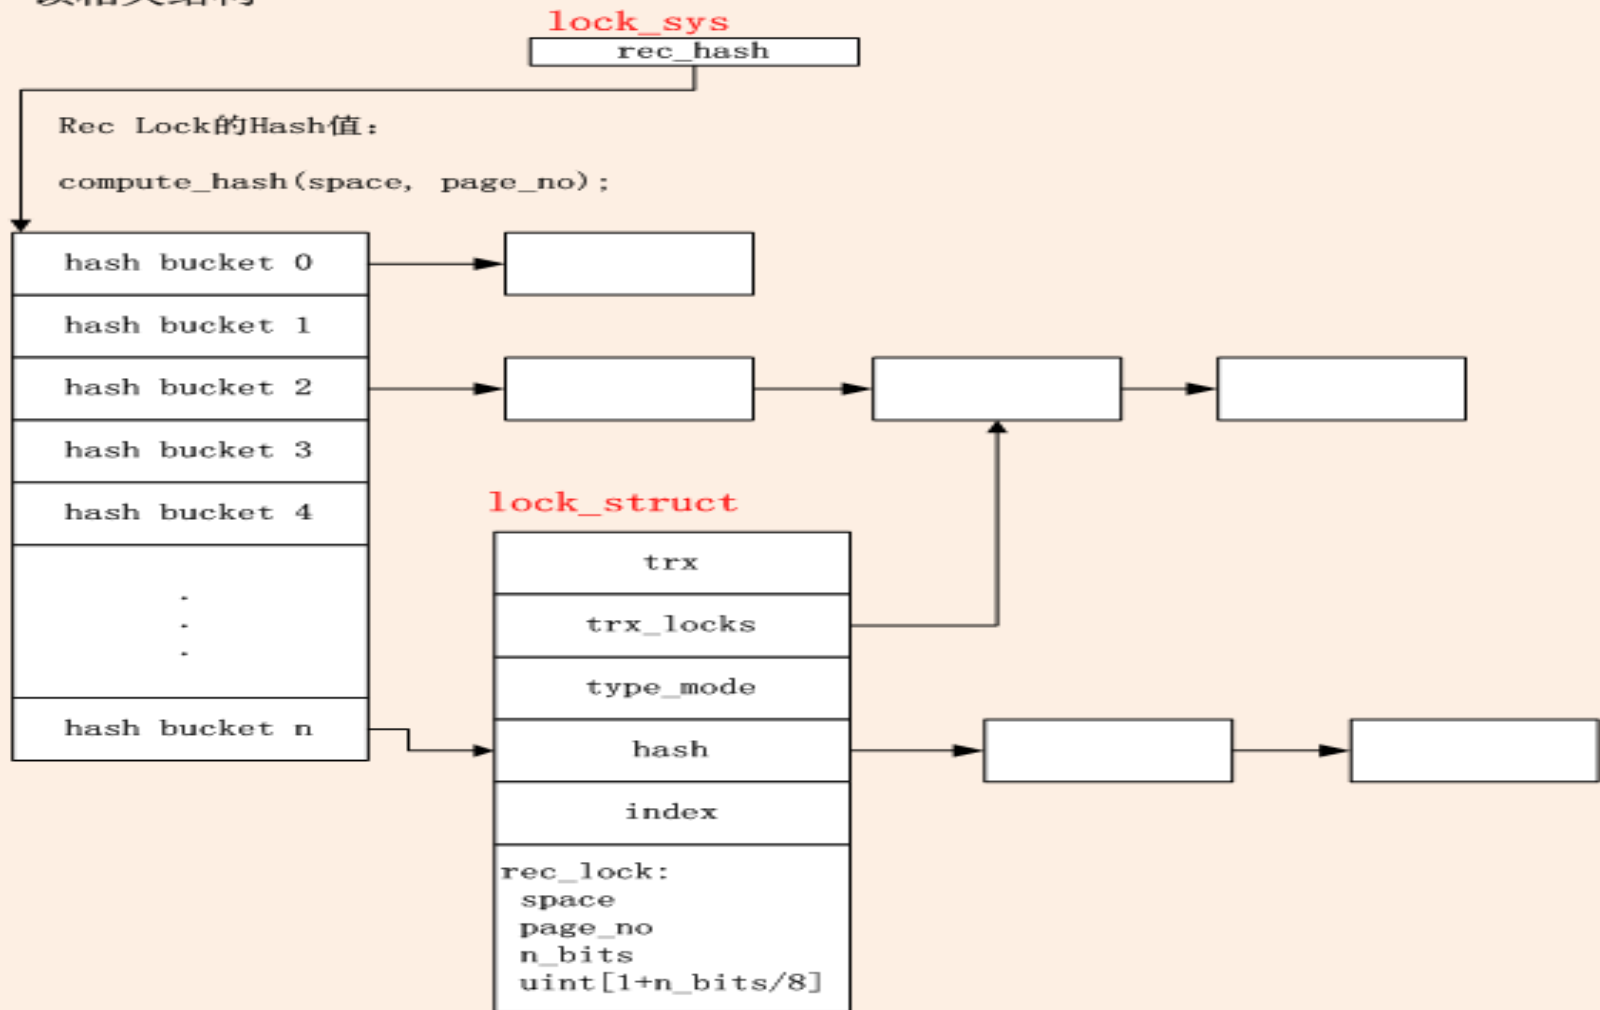 lock_sys
rec_hash
Rec Lock的Hash值:
compute_hash(space, page_no);
hash bucket 0
hash bucket 1
hash bucket 2
hash bucket 3
hash bucket 4
.
.
.
hash bucket n
lock_struct
trx
trx_locks
type_mode
hash
index
rec_lock:
space
page_no
n_bits
uint[1+n_bits/8]